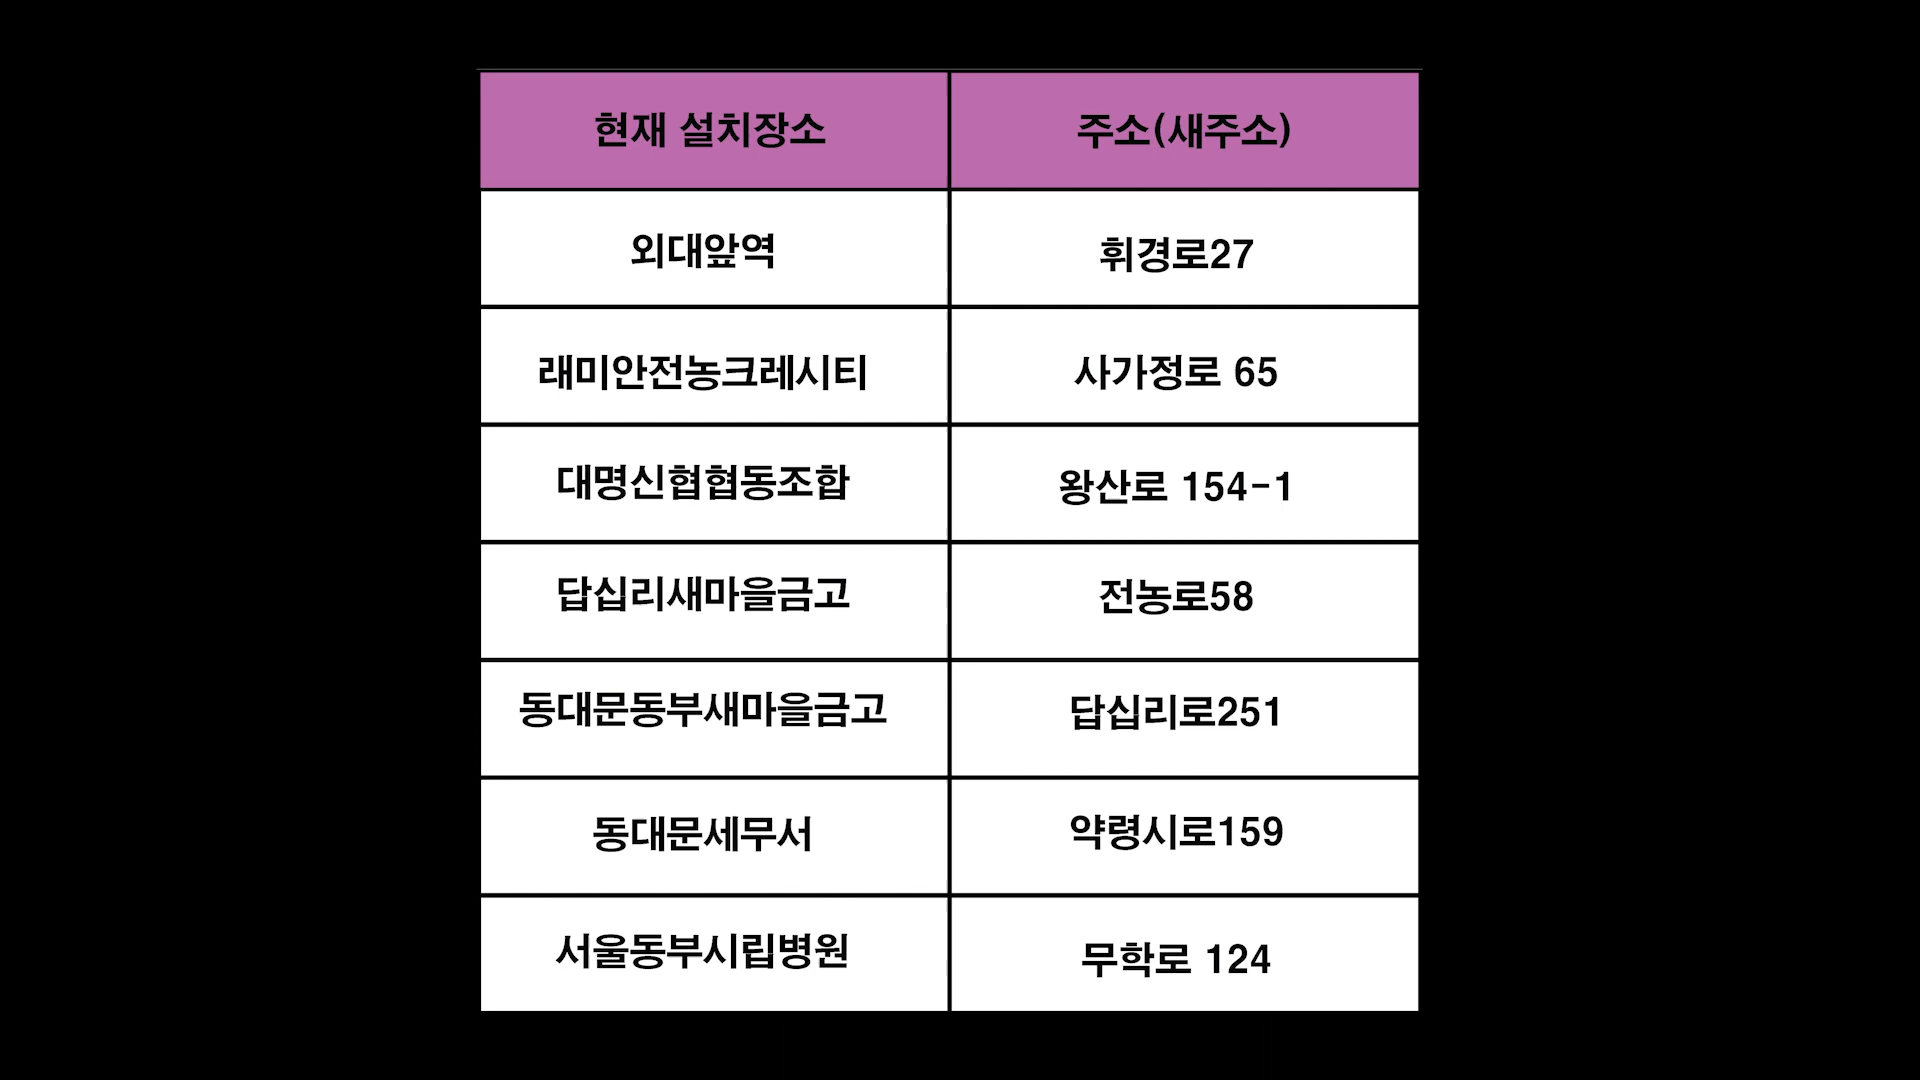 현재 설치장소 주소(새주소)
외대앞역 휘경로27
래미안전농크레시티 사가정로 65
대명신협협동조합 왕산로 154-1
답십리새마을금고 전농로58
동대문동부새마을금고 답십리로251
동대문세무서 약령시로159
서울동부시립병원 무학로 124